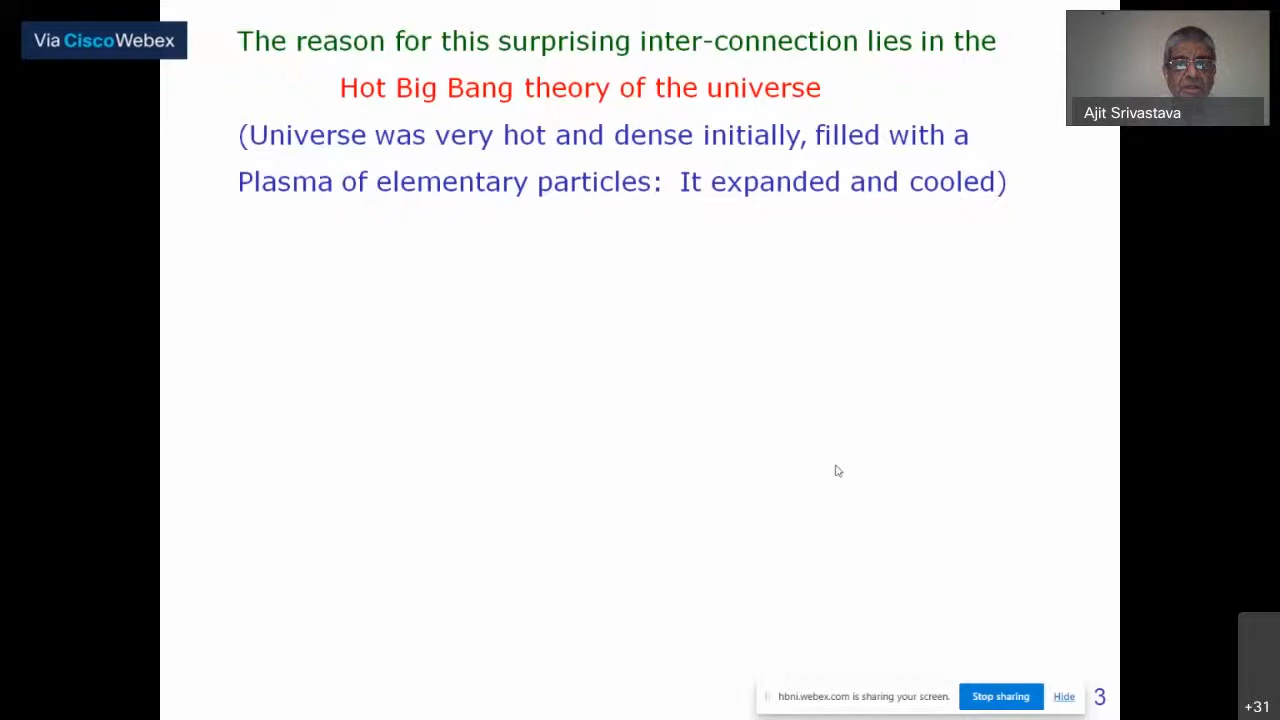 Via CiscoWebex
The reason for this surprising inter-connection lies in the
Hot Big Bang theory of the universe
(Universe was very hot and dense initially, filled with a
Plasma of elementary particles:  It expanded and cooled)
Ajit Srivastava
hbni.webex.com is sharing your screen.
Stop sharing
Hide
3
+31